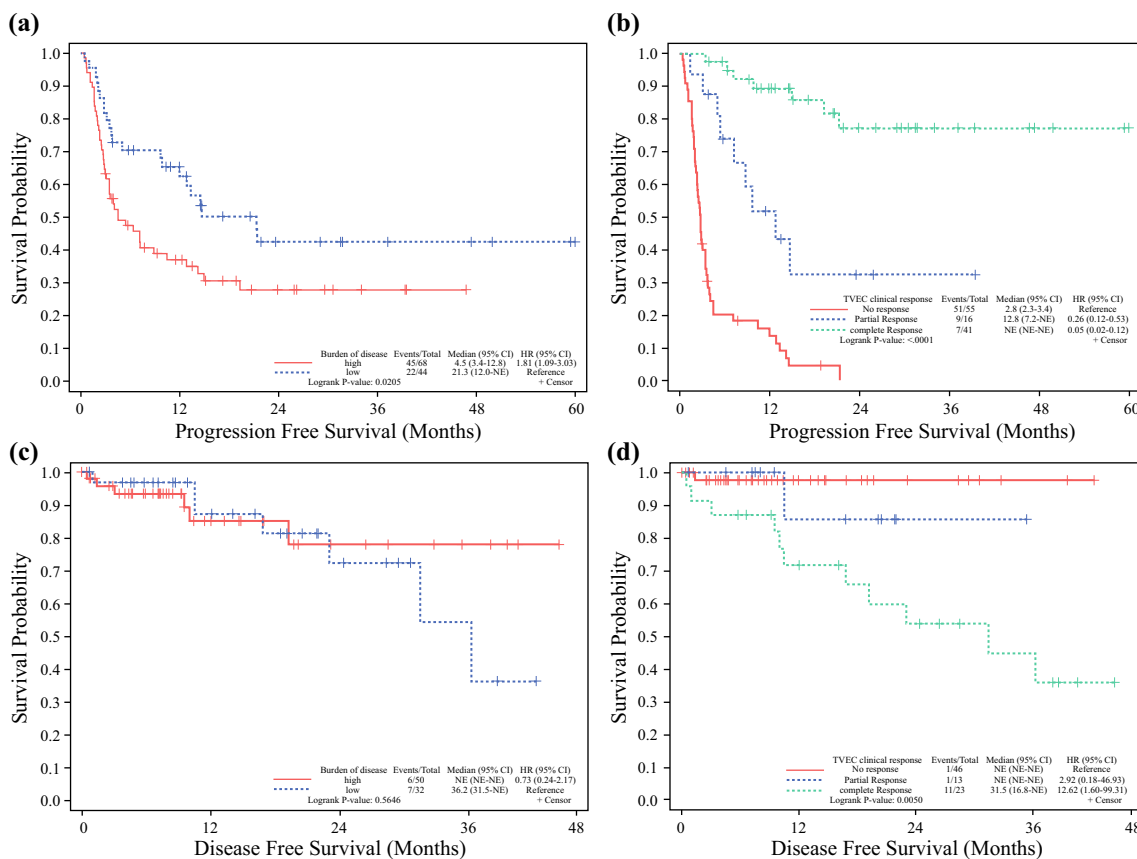 (a)
Survival Probability
1.0
0.9
0.8
0.7
0.6
0.5
0.4
0.3
0.2
0.1
0.0
Burden of disease Events/Total Median (95% CI) HR (95% CI)
high 45/68 4.5 (3.4-12.8) 1.81 (1.09-3.03)
low 22/44 21.3 (12.0-NE) Reference
Logrank P-value: 0.0205 + Censor
0 12 24 36 48 60
Progression Free Survival (Months)
(b)
Survival Probability
1.0
0.9
0.8
0.7
0.6
0.5
0.4
0.3
0.2
0.1
0.0
TVEC clinical response Events/Total Median (95% CI) HR (95% CI)
No response 51/55 2.8 (2.3-3.4) Reference
Partial Response 9/16 12.8 (7.2-NE) 0.26 (0.12-0.53)
complete Response 7/41 NE (NE-NE) 0.05 (0.02-0.12)
Logrank P-value: <.0001 + Censor
0 12 24 36 48 60
Progression Free Survival (Months)
(c)
Survival Probability
1.0
0.9
0.8
0.7
0.6
0.5
0.4
0.3
0.2
0.1
0.0
Burden of disease Events/Total Median (95% CI) HR (95% CI)
high 6/50 NE (NE-NE) 0.73 (0.24-2.17)
low 7/32 36.2 (31.5-NE) Reference
Logrank P-value: 0.5646 + Censor
0 12 24 36 48
Disease Free Survival (Months)
(d)
Survival Probability
1.0
0.9
0.8
0.7
0.6
0.5
0.4
0.3
0.2
0.1
0.0
TVEC clinical response Events/Total Median (95% CI) HR (95% CI)
No response 1/46 NE (NE-NE) Reference
Partial Response 1/13 NE (NE-NE) 2.92 (0.18-46.93)
complete Response 11/23 31.5 (16.8-NE) 12.62 (1.60-99.31)
Logrank P-value: 0.0050 + Censor
0 12 24 36 48
Disease Free Survival (Months)